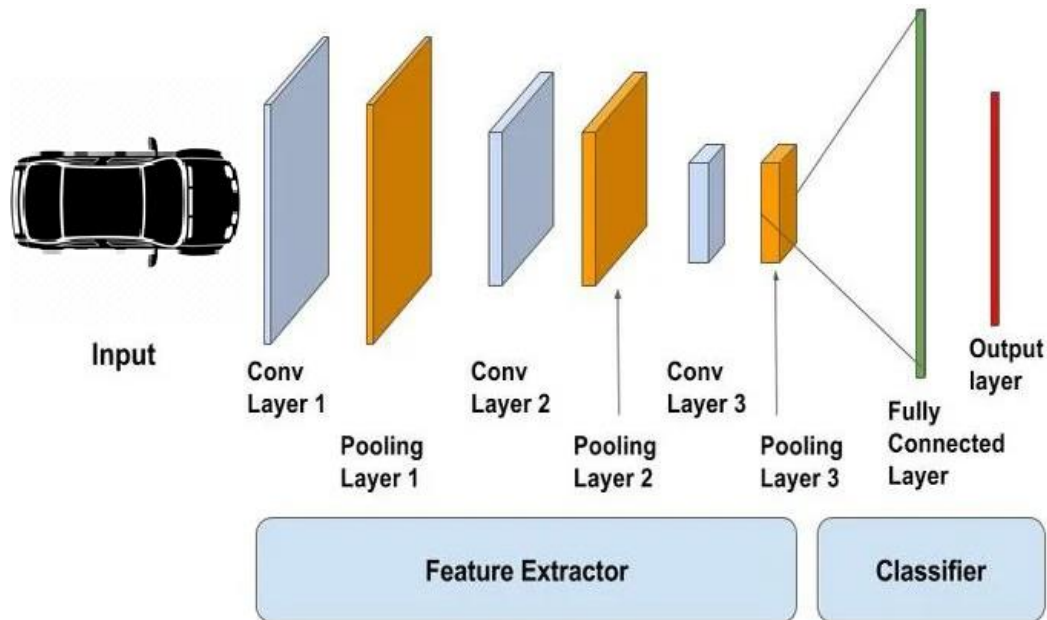 Input
Conv
Layer 1
Pooling
Layer 1
Conv
Layer 2
Pooling
Layer 2
Conv
Layer 3
Pooling
Layer 3
Fully
Connected
Layer
Output
layer
Feature Extractor
Classifier